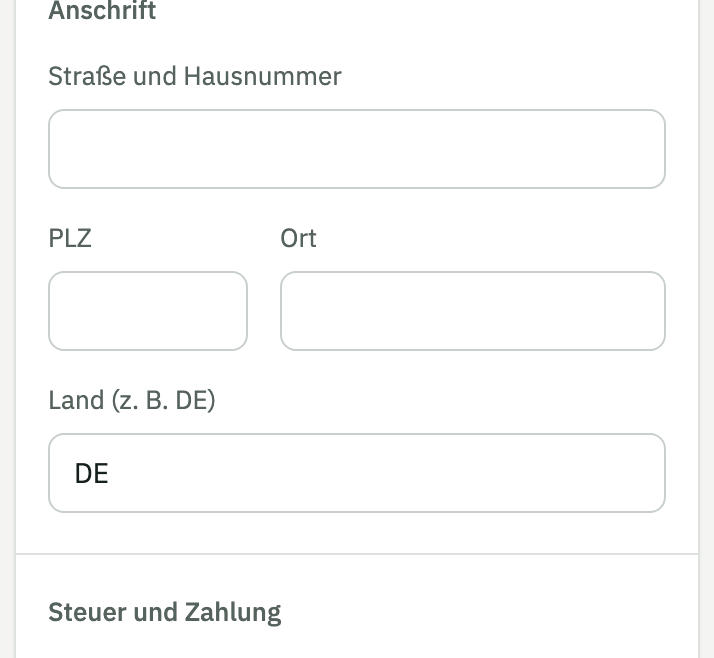 Anschrift
Straße und Hausnummer
PLZ
Ort
Land (z. B. DE)
DE
Steuer und Zahlung